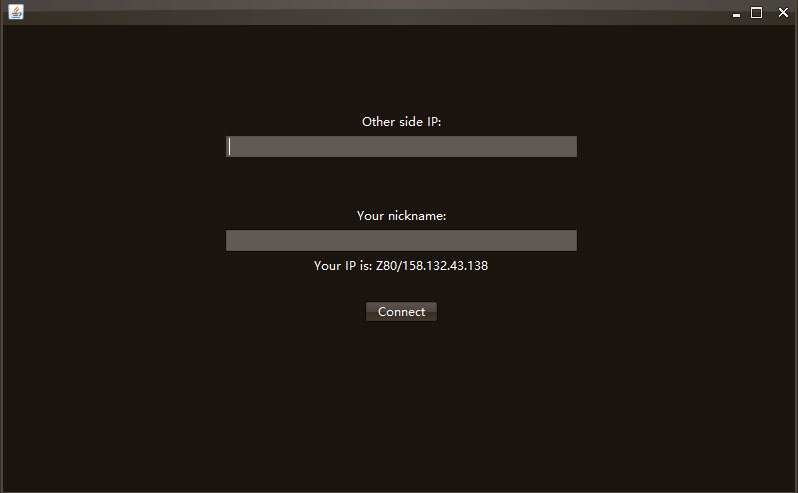 Other side IP:
Your nickname:
Your IP is: Z80/158.132.43.138
Connect